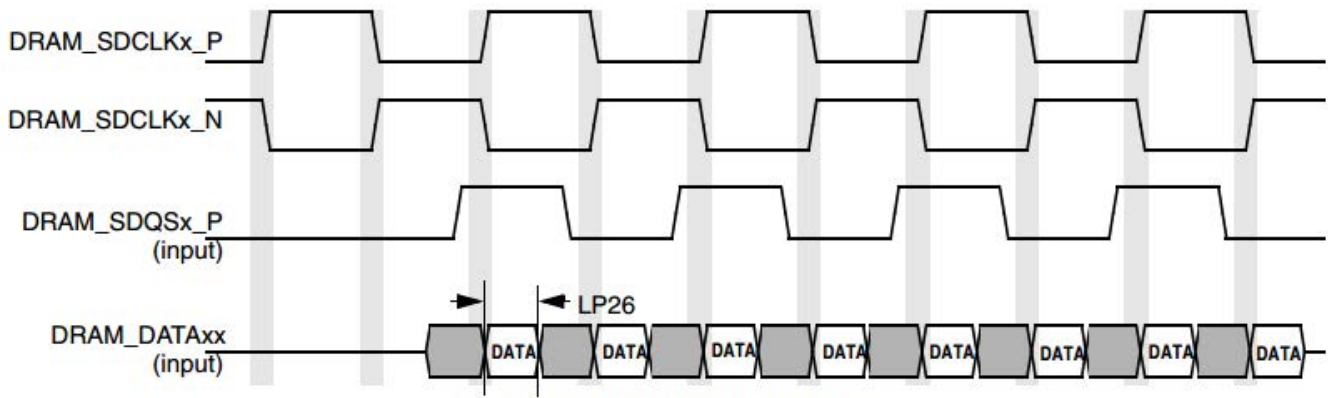 DRAM_SDCLKx_P
DRAM_SDCLKx_N
DRAM_SDQSx_P
(input)
LP26
DRAM_DATAxx
(input)
DATA DATA DATA DATA DATA DATA DATA DATA